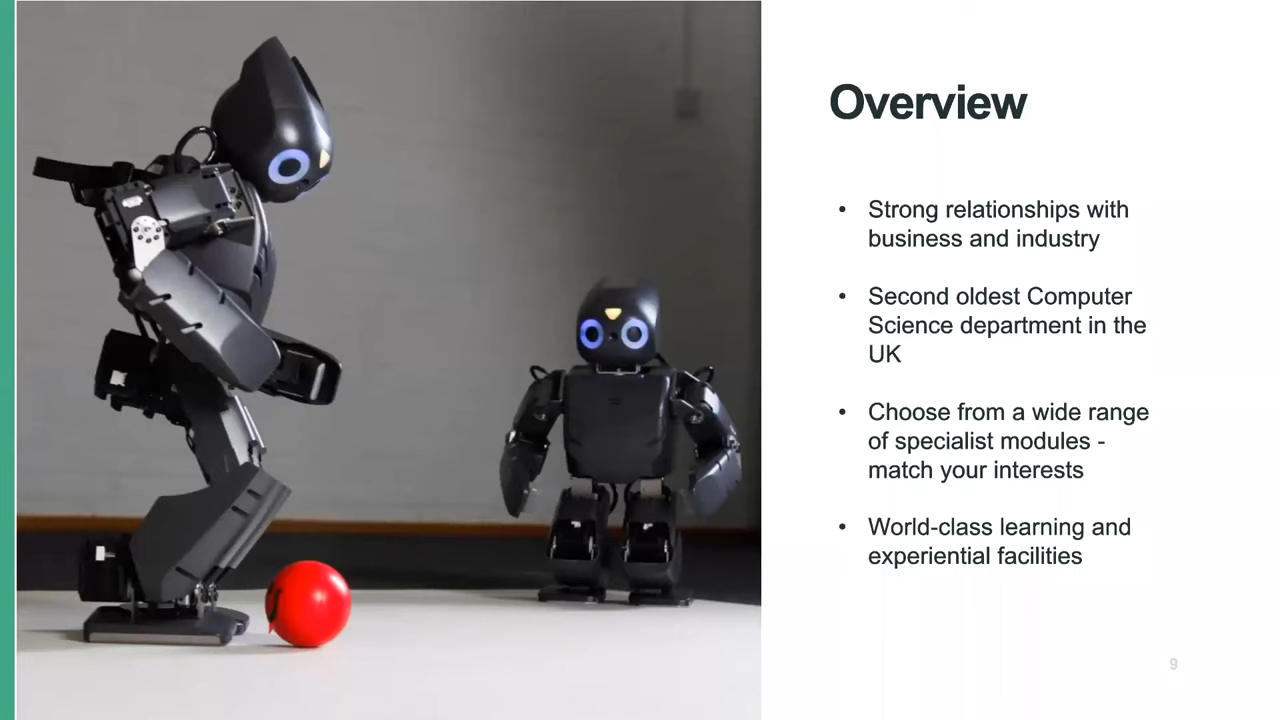 Overview
• Strong relationships with
business and industry
• Second oldest Computer
Science department in the
UK
• Choose from a wide range
of specialist modules -
match your interests
• World-class learning and
experiential facilities
9